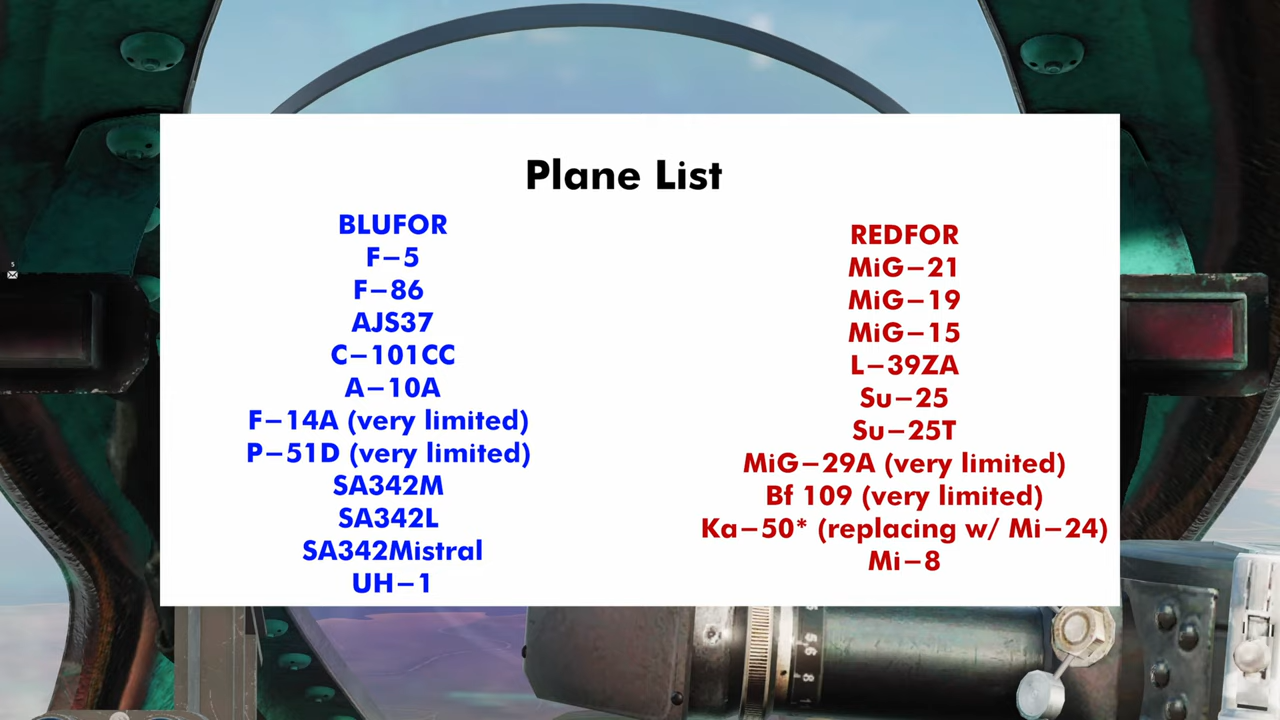 Plane List
BLUFOR
F-5
F-86
AJS37
C-101CC
A-10A
F-14A (very limited)
P-51D (very limited)
SA342M
SA342L
SA342Mistral
UH-1
REDFOR
MiG-21
MiG-19
MiG-15
L-39ZA
Su-25
Su-25T
MiG-29A (very limited)
Bf 109 (very limited)
Ka-50* (replacing w/ Mi-24)
Mi-8
5